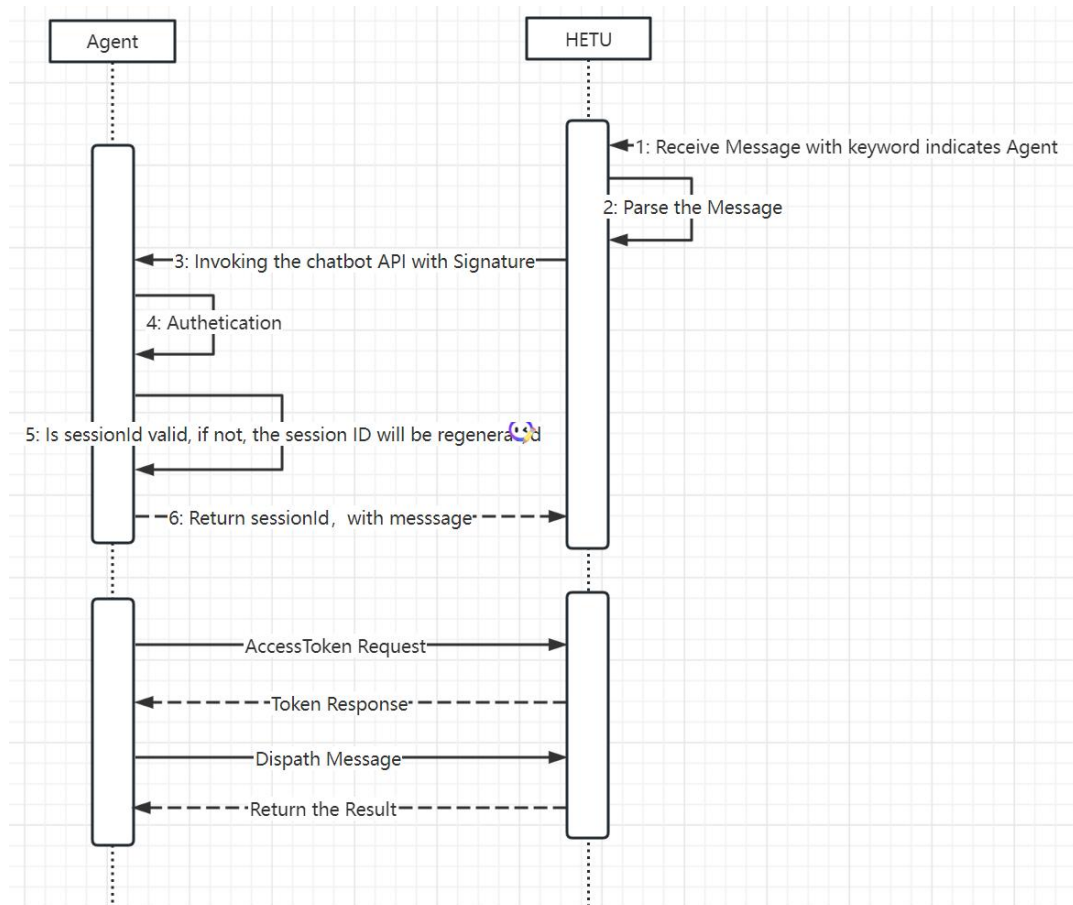 Agent
HETU
1: Receive Message with keyword indicates Agent
2: Parse the Message
3: Invoking the chatbot API with Signature
4: Authetication
5: Is sessionId valid, if not, the session ID will be
6: Return sessionId，with messsage
AccessToken Request
Token Response
Dispath Message
Return the Result